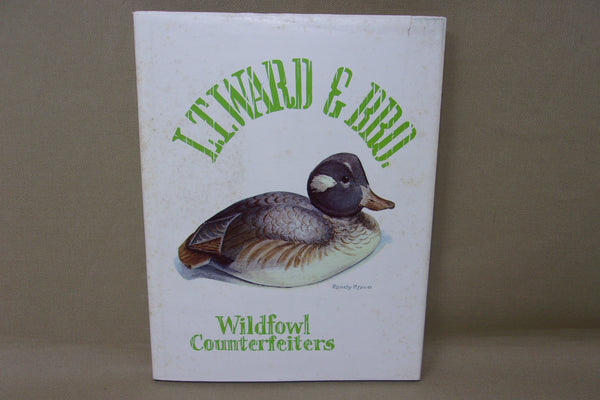 L.T. WARD & BRO.
Wildfowl
Counterfeiters